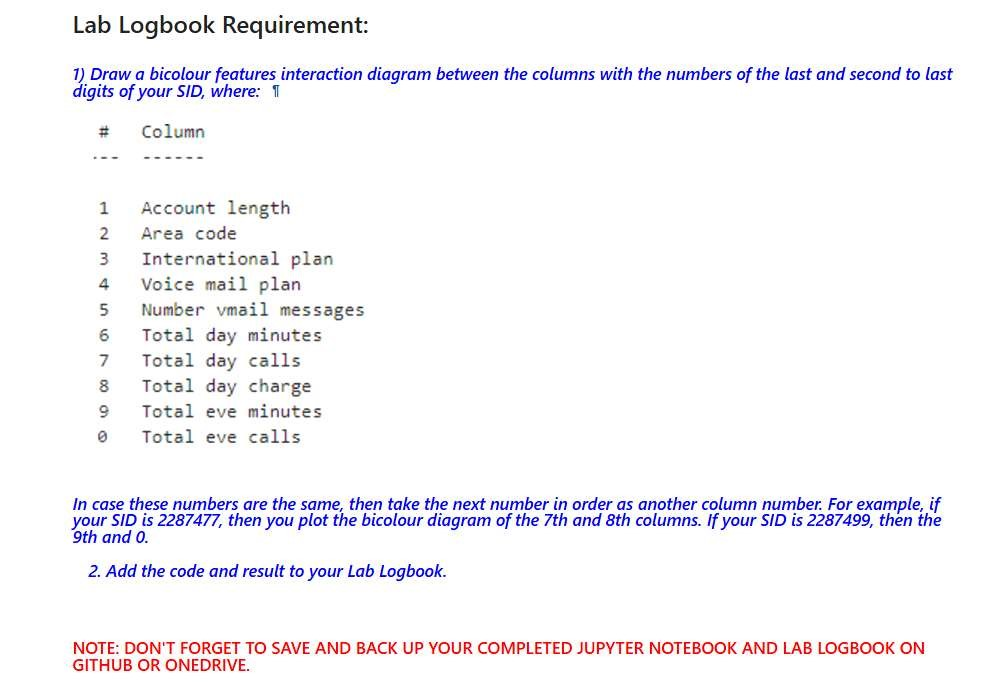 Lab Logbook Requirement:
1) Draw a bicolour features interaction diagram between the columns with the numbers of the last and second to last
digits of your SID, where: ¶
# Column
--- ------
1 Account length
2 Area code
3 International plan
4 Voice mail plan
5 Number vmail messages
6 Total day minutes
7 Total day calls
8 Total day charge
9 Total eve minutes
0 Total eve calls
In case these numbers are the same, then take the next number in order as another column number. For example, if
your SID is 2287477, then you plot the bicolour diagram of the 7th and 8th columns. If your SID is 2287499, then the
9th and 0.
2. Add the code and result to your Lab Logbook.
NOTE: DON'T FORGET TO SAVE AND BACK UP YOUR COMPLETED JUPYTER NOTEBOOK AND LAB LOGBOOK ON
GITHUB OR ONEDRIVE.